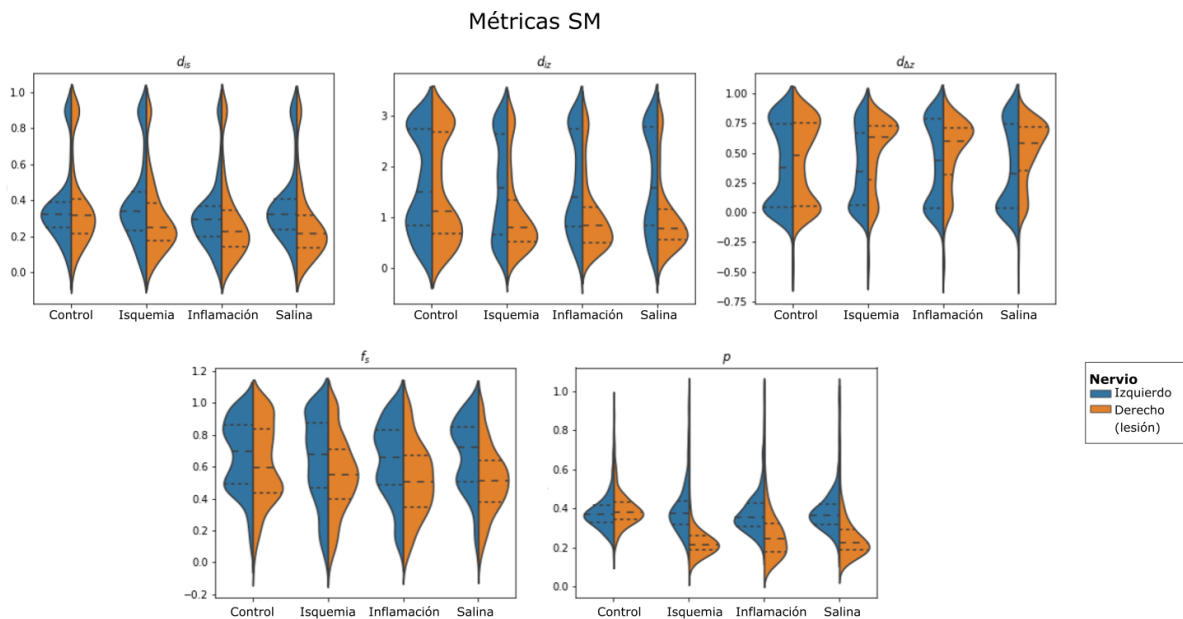 Métricas SM
d_is
d_iz
d_Δz
1.0
0.8
0.6
0.4
0.2
0.0
3
2
1
0
1.00
0.75
0.50
0.25
0.00
−0.25
−0.50
−0.75
Control Isquemia Inflamación Salina
Control Isquemia Inflamación Salina
Control Isquemia Inflamación Salina
f_s
p
1.2
1.0
0.8
0.6
0.4
0.2
0.0
−0.2
1.0
0.8
0.6
0.4
0.2
0.0
Control Isquemia Inflamación Salina
Control Isquemia Inflamación Salina
Nervio
Izquierdo
Derecho
(lesión)